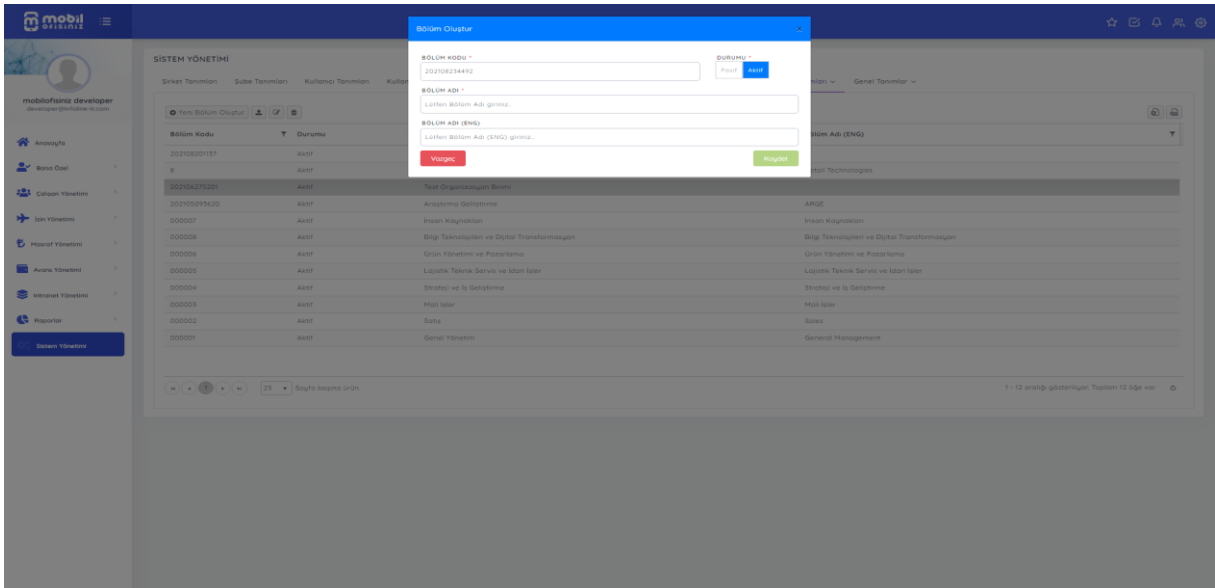 mobil
ofisiniz
Bölüm Oluştur
×
BÖLÜM KODU *
DURUMU *
202108234492
Pasif Aktif
BÖLÜM ADI *
Lütfen Bölüm Adı giriniz..
BÖLÜM ADI (ENG)
Lütfen Bölüm Adı (ENG) giriniz..
Vazgeç
Kaydet
mobilofisiniz developer
Anasayfa
Bana Özel
Çalışan Yönetimi
İzin Yönetimi
Masraf Yönetimi
Avans Yönetimi
İntranet Yönetimi
Raporlar
Sistem Yönetimi
SİSTEM YÖNETİMİ
Şirket Tanımları Şube Tanımları Kullanıcı Tanımları Genel Tanımlar
Yeni Bölüm Oluştur
Bölüm Kodu Durumu ölüm Adı (ENG)
202108201137 Aktif
8 Aktif etail Technologies
202106275201 Aktif Test Organizasyon Birimi
202105093620 Aktif Araştırma Geliştirme ARGE
000007 Aktif İnsan Kaynakları İnsan Kaynakları
000008 Aktif Bilgi Teknolojileri ve Dijital Transformasyon Bilgi Teknolojileri ve Dijital Transformasyon
000006 Aktif Ürün Yönetimi ve Pazarlama Ürün Yönetimi ve Pazarlama
000005 Aktif Lojistik Teknik Servis ve İdari İşler Lojistik Teknik Servis ve İdari İşler
000004 Aktif Strateji ve İş Geliştirme Strateji ve İş Geliştirme
000003 Aktif Mali İşler Mali İşler
000002 Aktif Satış Sales
000001 Aktif Genel Yönetim General Management
1 25 Sayfa başına ürün
1 - 12 aralığı gösteriliyor. Toplam 12 öğe var